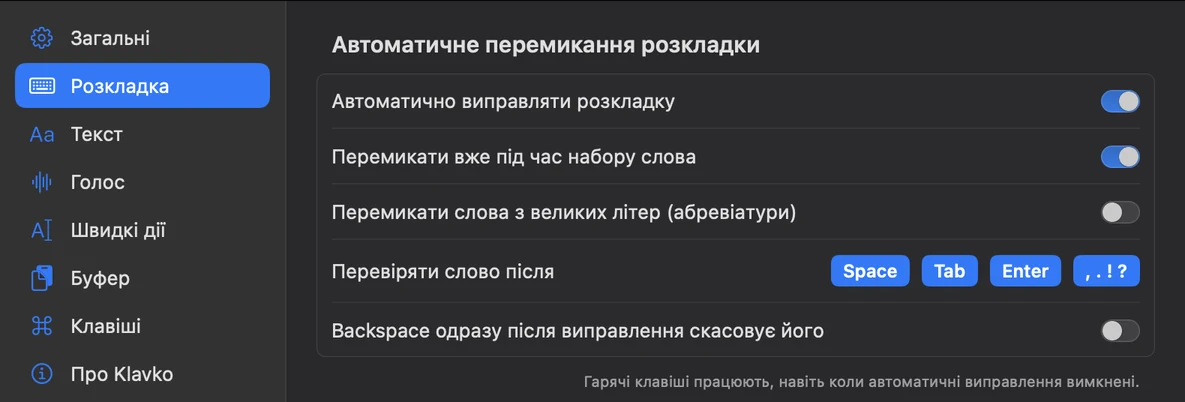 Загальні
Розкладка
Текст
Голос
Швидкі дії
Буфер
Клавіші
Про Klavko
Автоматичне перемикання розкладки
Автоматично виправляти розкладку
Перемикати вже під час набору слова
Перемикати слова з великих літер (абревіатури)
Перевіряти слово після Space Tab Enter , . ! ?
Backspace одразу після виправлення скасовує його
Гарячі клавіші працюють, навіть коли автоматичні виправлення вимкнені.